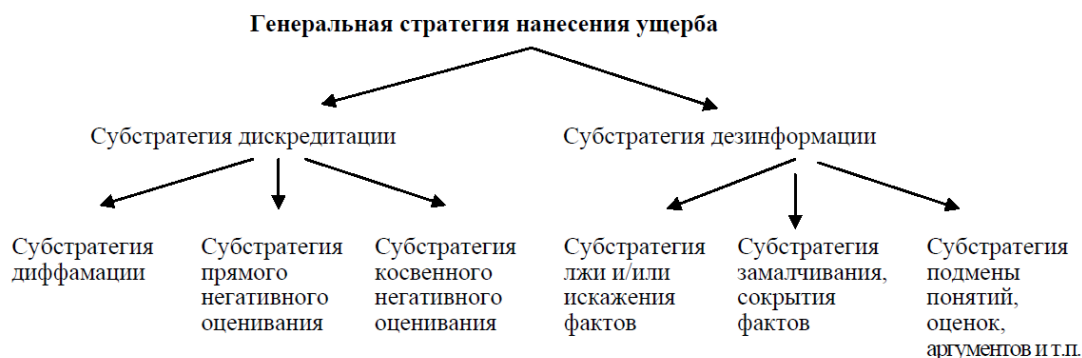 Генеральная стратегия нанесения ущерба
Субстратегия дискредитации
Субстратегия дезинформации
Субстратегия
диффамации
Субстратегия
прямого
негативного
оценивания
Субстратегия
косвенного
негативного
оценивания
Субстратегия
лжи и/или
искажения
фактов
Субстратегия
замалчивания,
сокрытия
фактов
Субстратегия
подмены
понятий,
оценок,
аргументов и т.п.